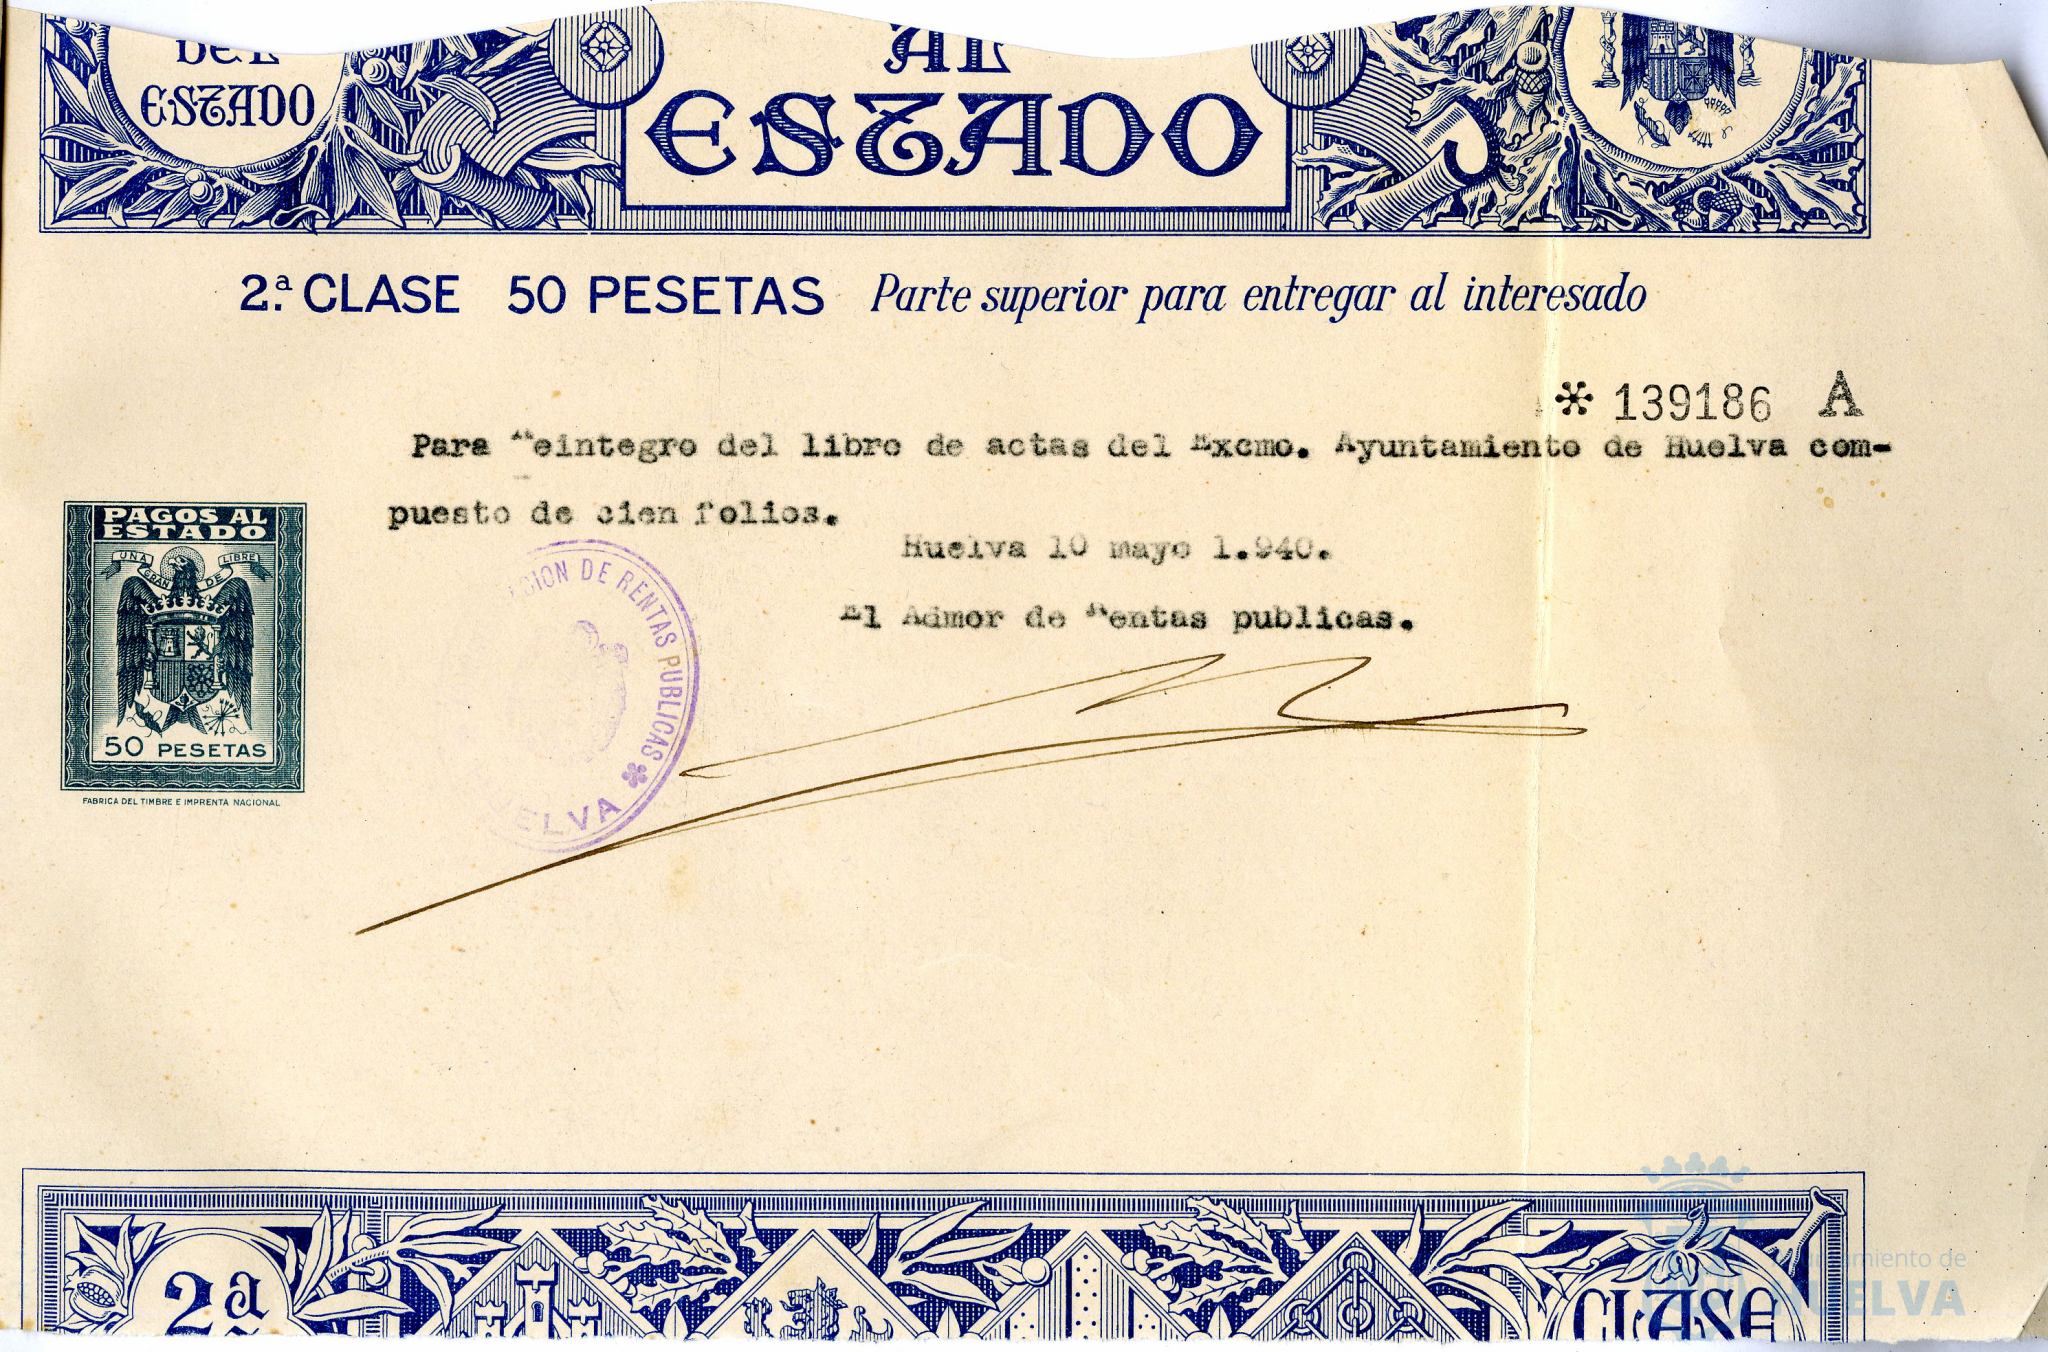 DEL
ESTADO
AL
ESTADO
2.ª CLASE 50 PESETAS Parte superior para entregar al interesado
* 139186 A
Para Reintegro del libro de actas del Excmo. Ayuntamiento de Huelva com-
puesto de cien folios.
Huelva 10 mayo 1.940.
El Admor de Rentas publicas.
PAGOS AL
ESTADO
UNA GRANDE LIBRE
50 PESETAS
FABRICA DEL TIMBRE E IMPRENTA NACIONAL
CION DE RENTAS PUBLICAS *
ELVA
2ª
CLASE
Ayuntamiento de
HUELVA